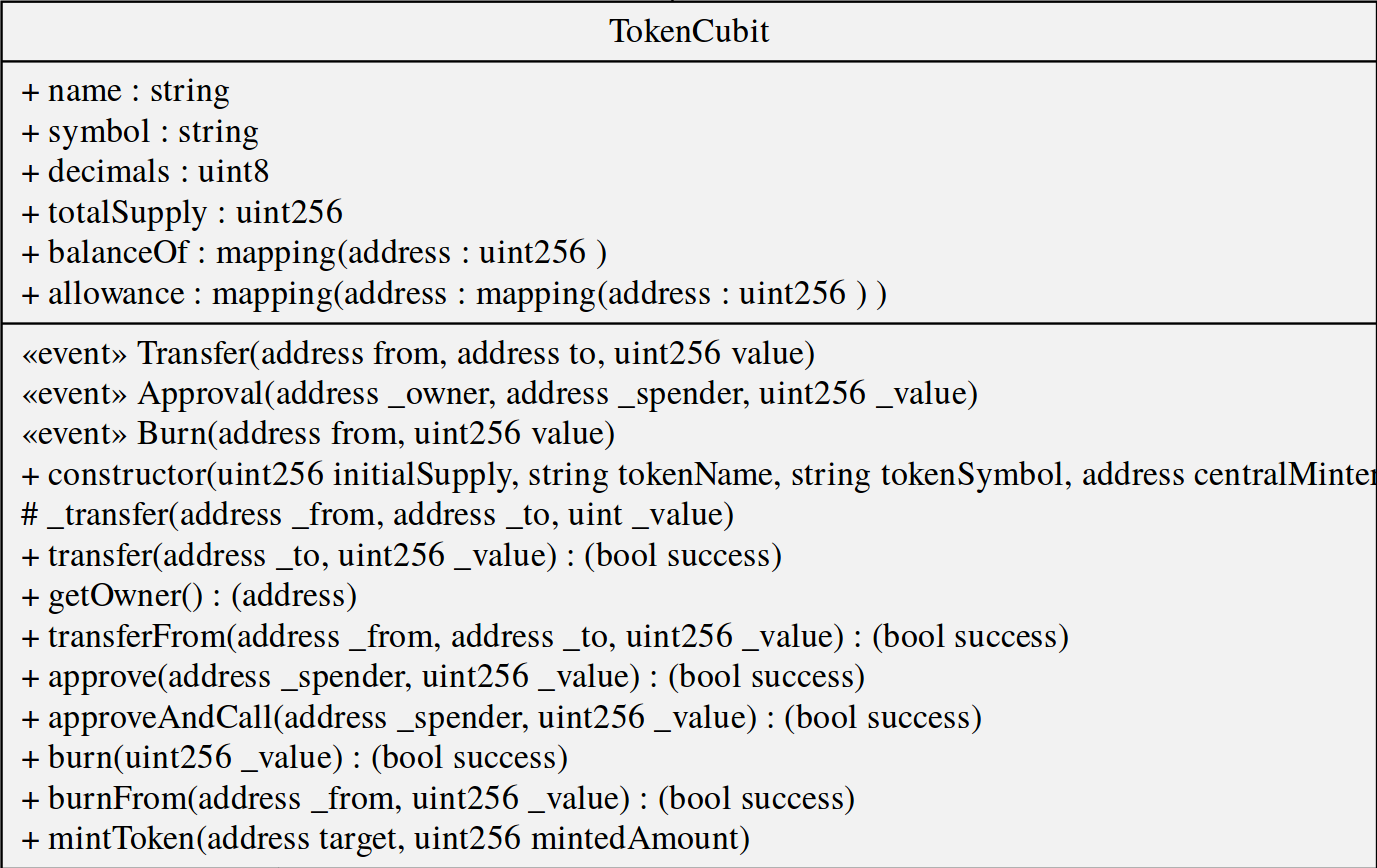 TokenCubit
+ name : string
+ symbol : string
+ decimals : uint8
+ totalSupply : uint256
+ balanceOf : mapping(address : uint256 )
+ allowance : mapping(address : mapping(address : uint256 ) )
«event» Transfer(address from, address to, uint256 value)
«event» Approval(address _owner, address _spender, uint256 _value)
«event» Burn(address from, uint256 value)
+ constructor(uint256 initialSupply, string tokenName, string tokenSymbol, address centralMinter
# _transfer(address _from, address _to, uint _value)
+ transfer(address _to, uint256 _value) : (bool success)
+ getOwner() : (address)
+ transferFrom(address _from, address _to, uint256 _value) : (bool success)
+ approve(address _spender, uint256 _value) : (bool success)
+ approveAndCall(address _spender, uint256 _value) : (bool success)
+ burn(uint256 _value) : (bool success)
+ burnFrom(address _from, uint256 _value) : (bool success)
+ mintToken(address target, uint256 mintedAmount)